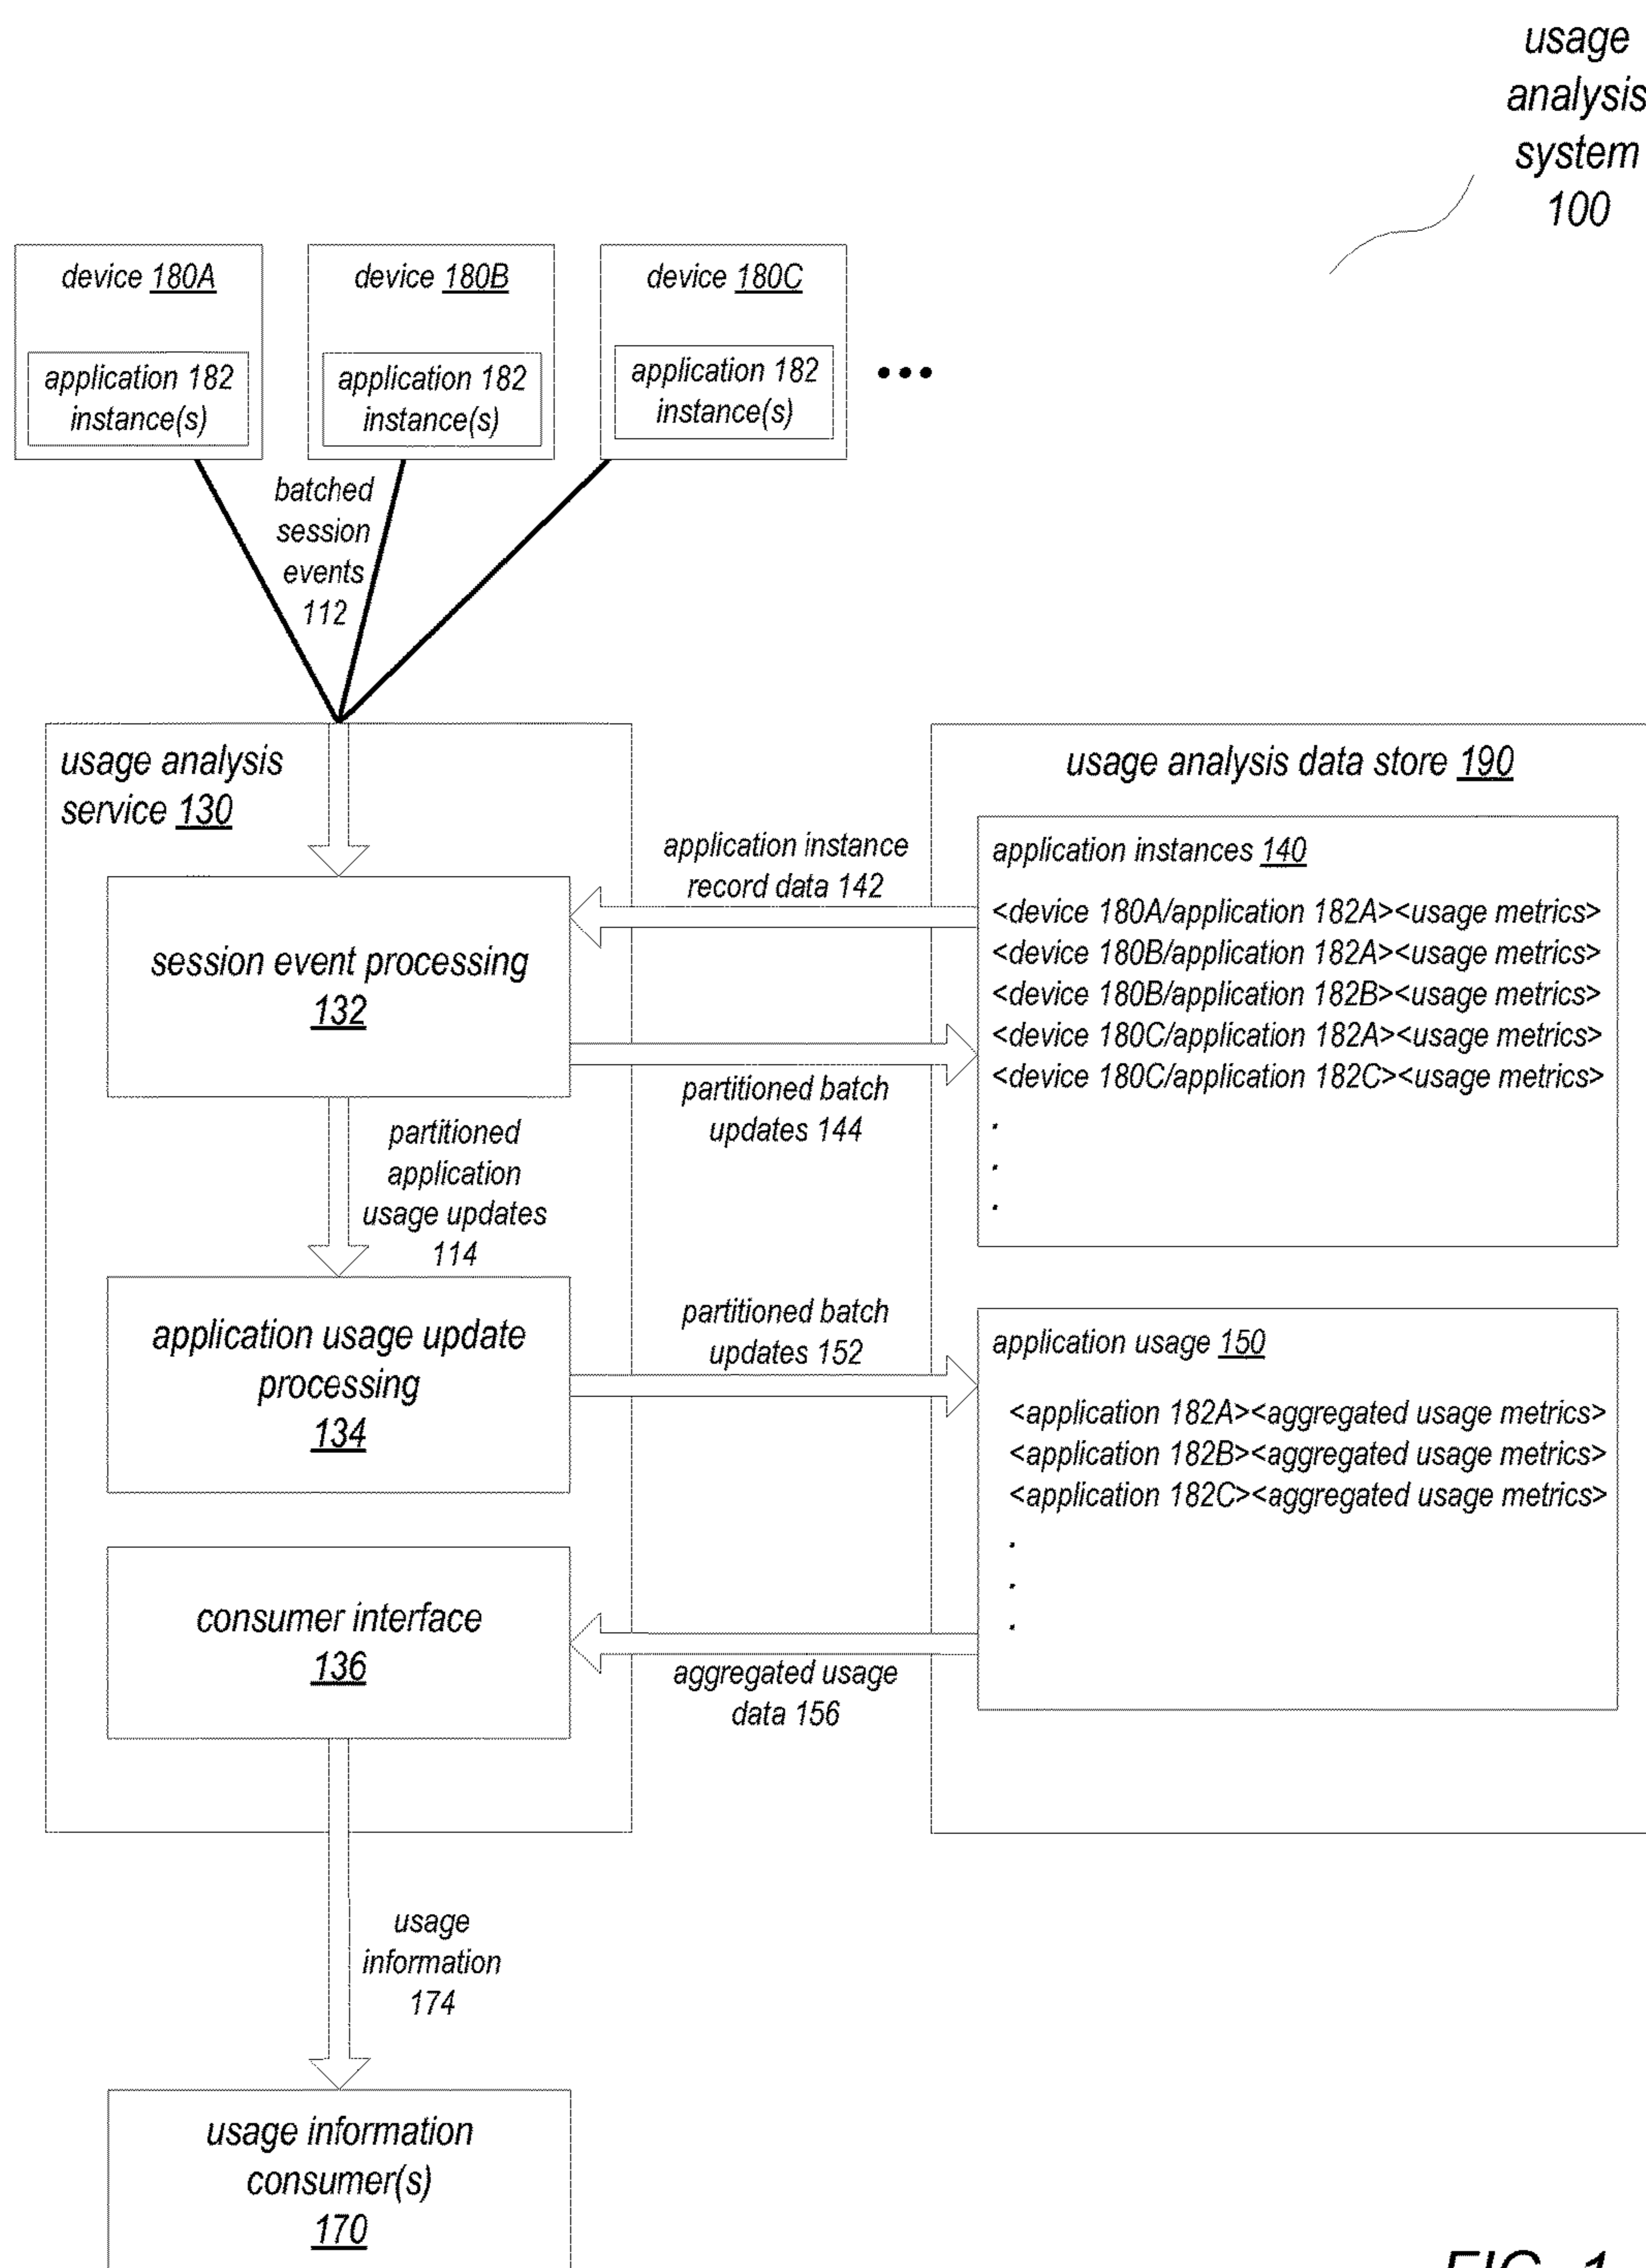 usage
analysis
system
100
device 180A
application 182
instance(s)
device 180B
application 182
instance(s)
device 180C
application 182
instance(s)
•••
batched
session
events
112
usage analysis
service 130
session event processing
132
partitioned
application
usage updates
114
application usage update
processing
134
consumer interface
136
application instance
record data 142
partitioned batch
updates 144
partitioned batch
updates 152
aggregated usage
data 156
usage analysis data store 190
application instances 140
<device 180A/application 182A><usage metrics>
<device 180B/application 182A><usage metrics>
<device 180B/application 182B><usage metrics>
<device 180C/application 182A><usage metrics>
<device 180C/application 182C><usage metrics>
.
.
.
application usage 150
<application 182A><aggregated usage metrics>
<application 182B><aggregated usage metrics>
<application 182C><aggregated usage metrics>
.
.
.
usage
information
174
usage information
consumer(s)
170
FIG. 1